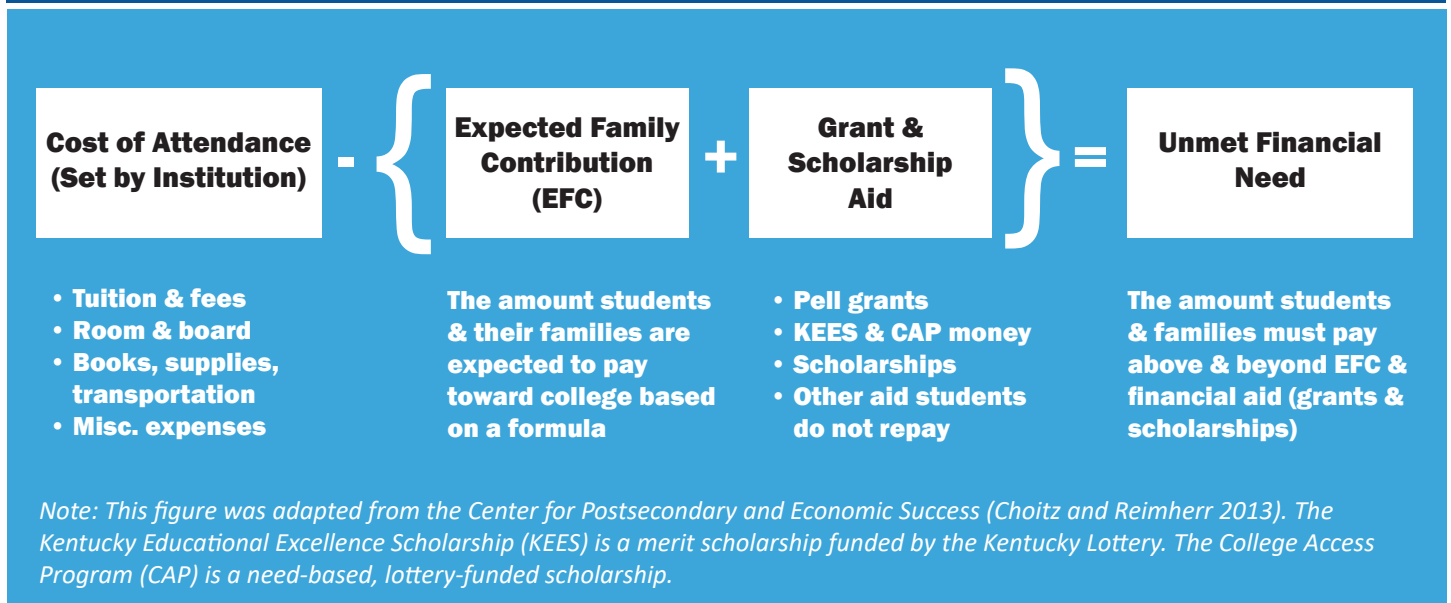 Cost of Attendance
(Set by Institution)
-
{
Expected Family
Contribution
(EFC)
+
Grant &
Scholarship
Aid
}
=
Unmet Financial
Need
• Tuition & fees
• Room & board
• Books, supplies,
transportation
• Misc. expenses
The amount students
& their families are
expected to pay
toward college based
on a formula
• Pell grants
• KEES & CAP money
• Scholarships
• Other aid students
do not repay
The amount students
& families must pay
above & beyond EFC &
financial aid (grants &
scholarships)
Note: This figure was adapted from the Center for Postsecondary and Economic Success (Choitz and Reimherr 2013). The
Kentucky Educational Excellence Scholarship (KEES) is a merit scholarship funded by the Kentucky Lottery. The College Access
Program (CAP) is a need-based, lottery-funded scholarship.